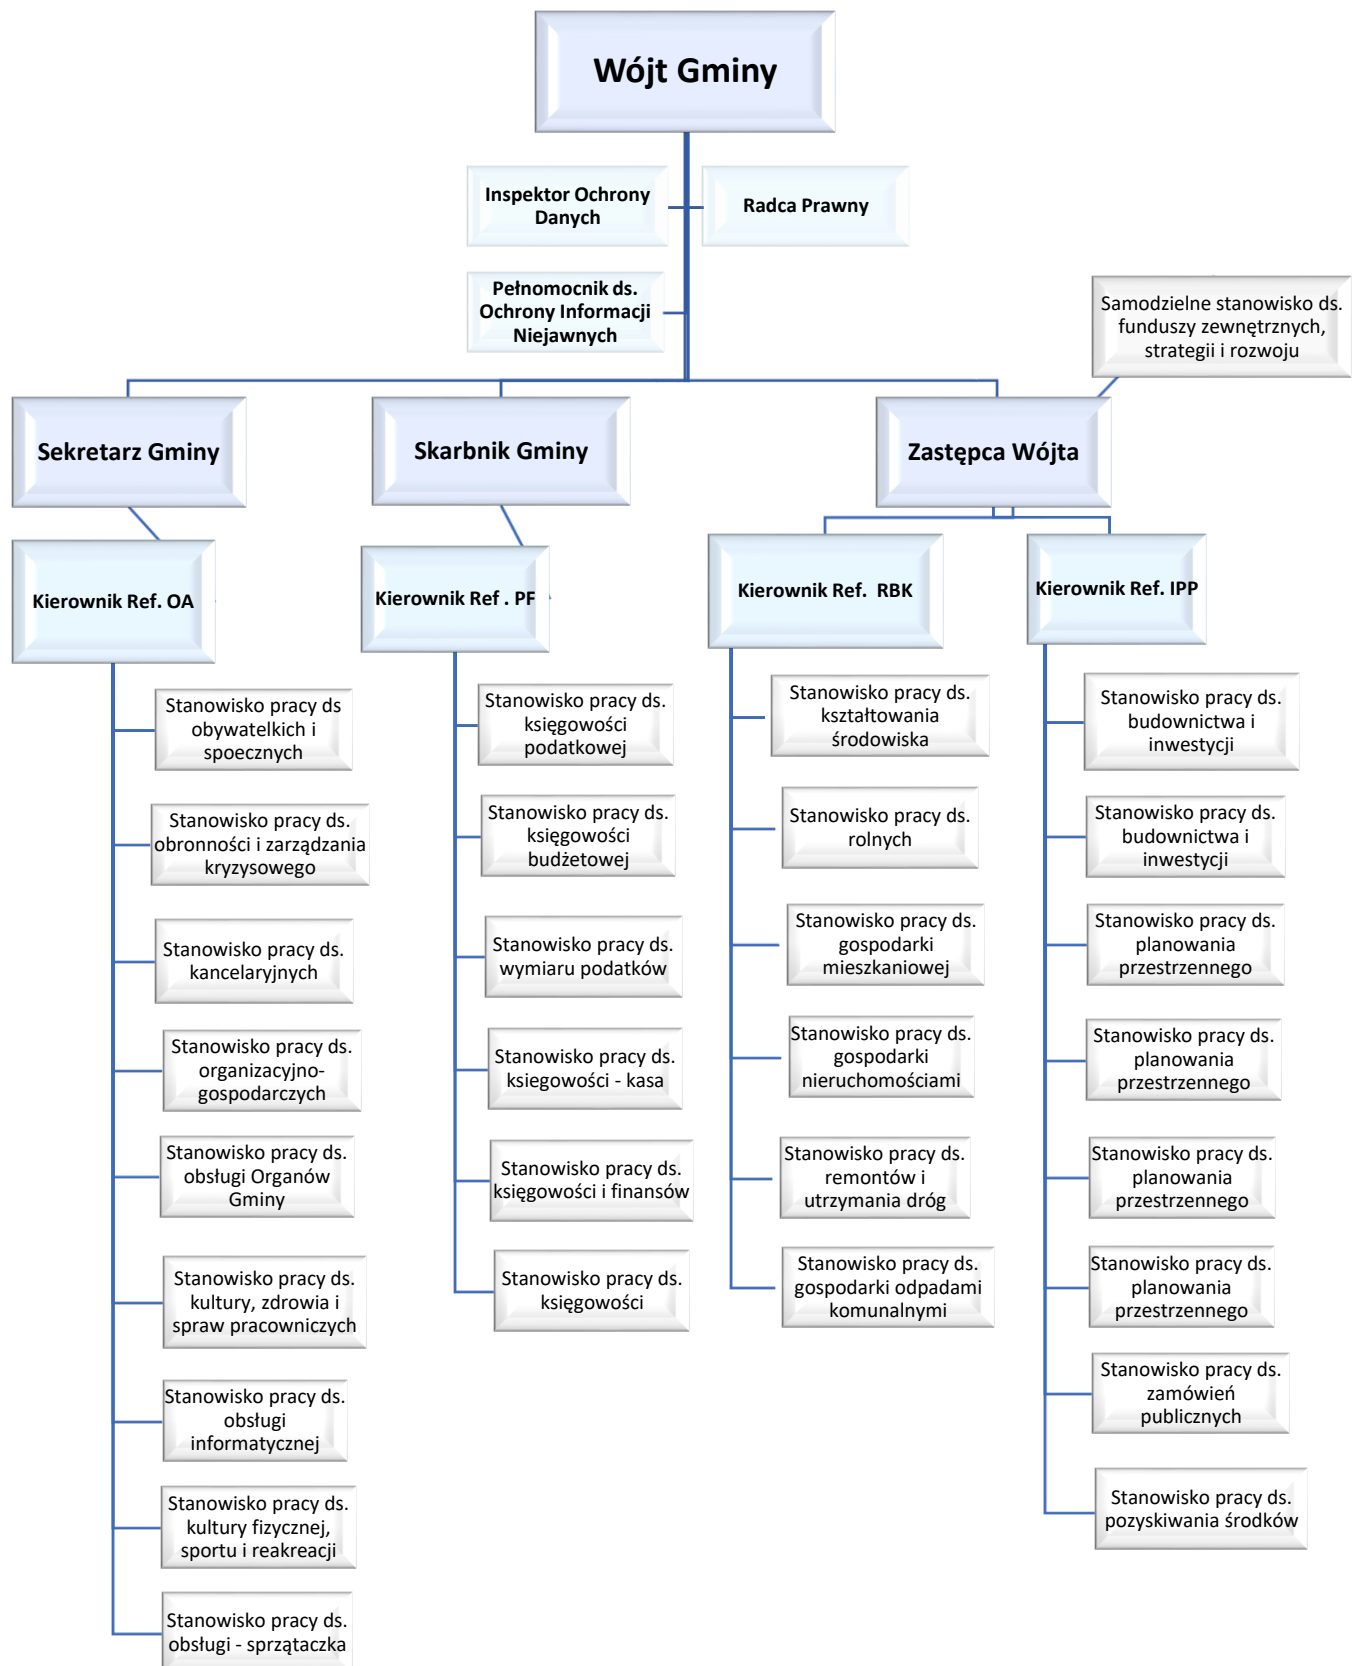 Wójt Gminy
Inspektor Ochrony
Danych
Radca Prawny
Pełnomocnik ds.
Ochrony Informacji
Niejawnych
Samodzielne stanowisko ds.
funduszy zewnętrznych,
strategii i rozwoju
Sekretarz Gminy
Skarbnik Gminy
Zastępca Wójta
Kierownik Ref. OA
Kierownik Ref . PF
Kierownik Ref. RBK
Kierownik Ref. IPP
Stanowisko pracy ds
obywatelkich i
spoecznych
Stanowisko pracy ds.
obronności i zarządzania
kryzysowego
Stanowisko pracy ds.
kancelaryjnych
Stanowisko pracy ds.
organizacyjno-
gospodarczych
Stanowisko pracy ds.
obsługi Organów
Gminy
Stanowisko pracy ds.
kultury, zdrowia i
spraw pracowniczych
Stanowisko pracy ds.
obsługi
informatycznej
Stanowisko pracy ds.
kultury fizycznej,
sportu i reakreacji
Stanowisko pracy ds.
obsługi - sprzątaczka
Stanowisko pracy ds.
księgowości
podatkowej
Stanowisko pracy ds.
księgowości
budżetowej
Stanowisko pracy ds.
wymiaru podatków
Stanowisko pracy ds.
ksiegowości - kasa
Stanowisko pracy ds.
księgowości i finansów
Stanowisko pracy ds.
księgowości
Stanowisko pracy ds.
kształtowania
środowiska
Stanowisko pracy ds.
rolnych
Stanowisko pracy ds.
gospodarki
mieszkaniowej
Stanowisko pracy ds.
gospodarki
nieruchomościami
Stanowisko pracy ds.
remontów i
utrzymania dróg
Stanowisko pracy ds.
gospodarki odpadami
komunalnymi
Stanowisko pracy ds.
budownictwa i
inwestycji
Stanowisko pracy ds.
budownictwa i
inwestycji
Stanowisko pracy ds.
planowania
przestrzennego
Stanowisko pracy ds.
planowania
przestrzennego
Stanowisko pracy ds.
planowania
przestrzennego
Stanowisko pracy ds.
planowania
przestrzennego
Stanowisko pracy ds.
zamówień
publicznych
Stanowisko pracy ds.
pozyskiwania środków